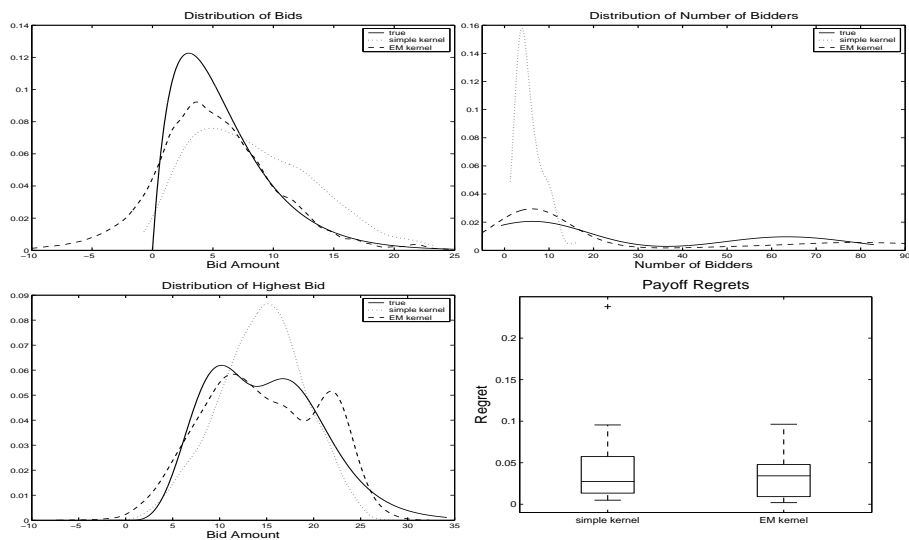 Distribution of Bids
0.14
0.12
0.1
0.08
0.06
0.04
0.02
0
−10 −5 0 5 10 15 20 25
Bid Amount
true
simple kernel
EM kernel
Distribution of Number of Bidders
0.16
0.14
0.12
0.1
0.08
0.06
0.04
0.02
0
0 10 20 30 40 50 60 70 80 90
Number of Bidders
true
simple kernel
EM kernel
Distribution of Highest Bid
0.09
0.08
0.07
0.06
0.05
0.04
0.03
0.02
0.01
0
−10 −5 0 5 10 15 20 25 30 35
Bid Amount
true
simple kernel
EM kernel
Payoff Regrets
Regret
0.2
0.15
0.1
0.05
0
simple kernel EM kernel